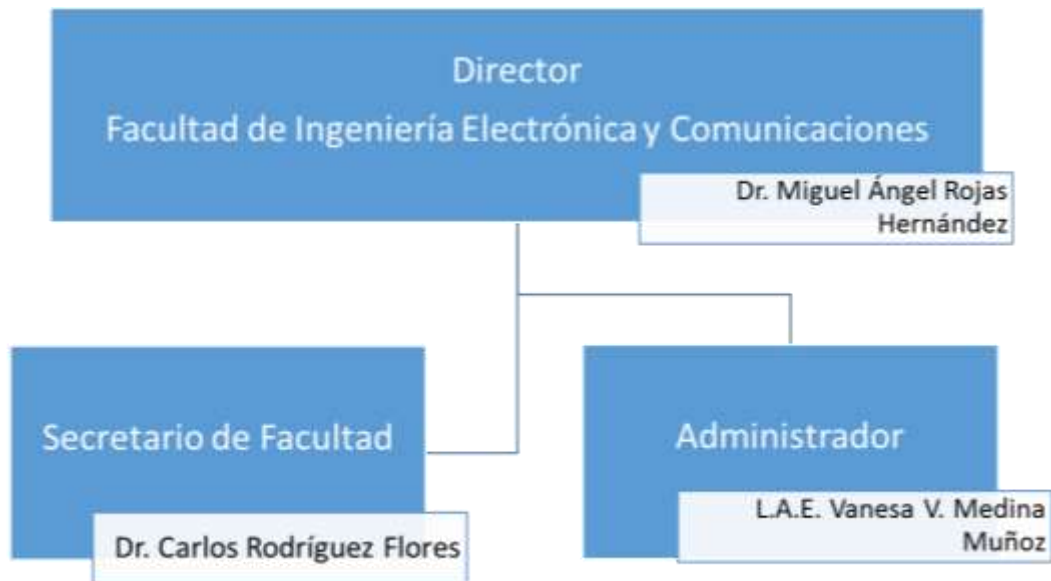 Director
Facultad de Ingeniería Electrónica y Comunicaciones
Dr. Miguel Ángel Rojas
Hernández
Secretario de Facultad
Dr. Carlos Rodríguez Flores
Administrador
L.A.E. Vanesa V. Medina
Muñoz